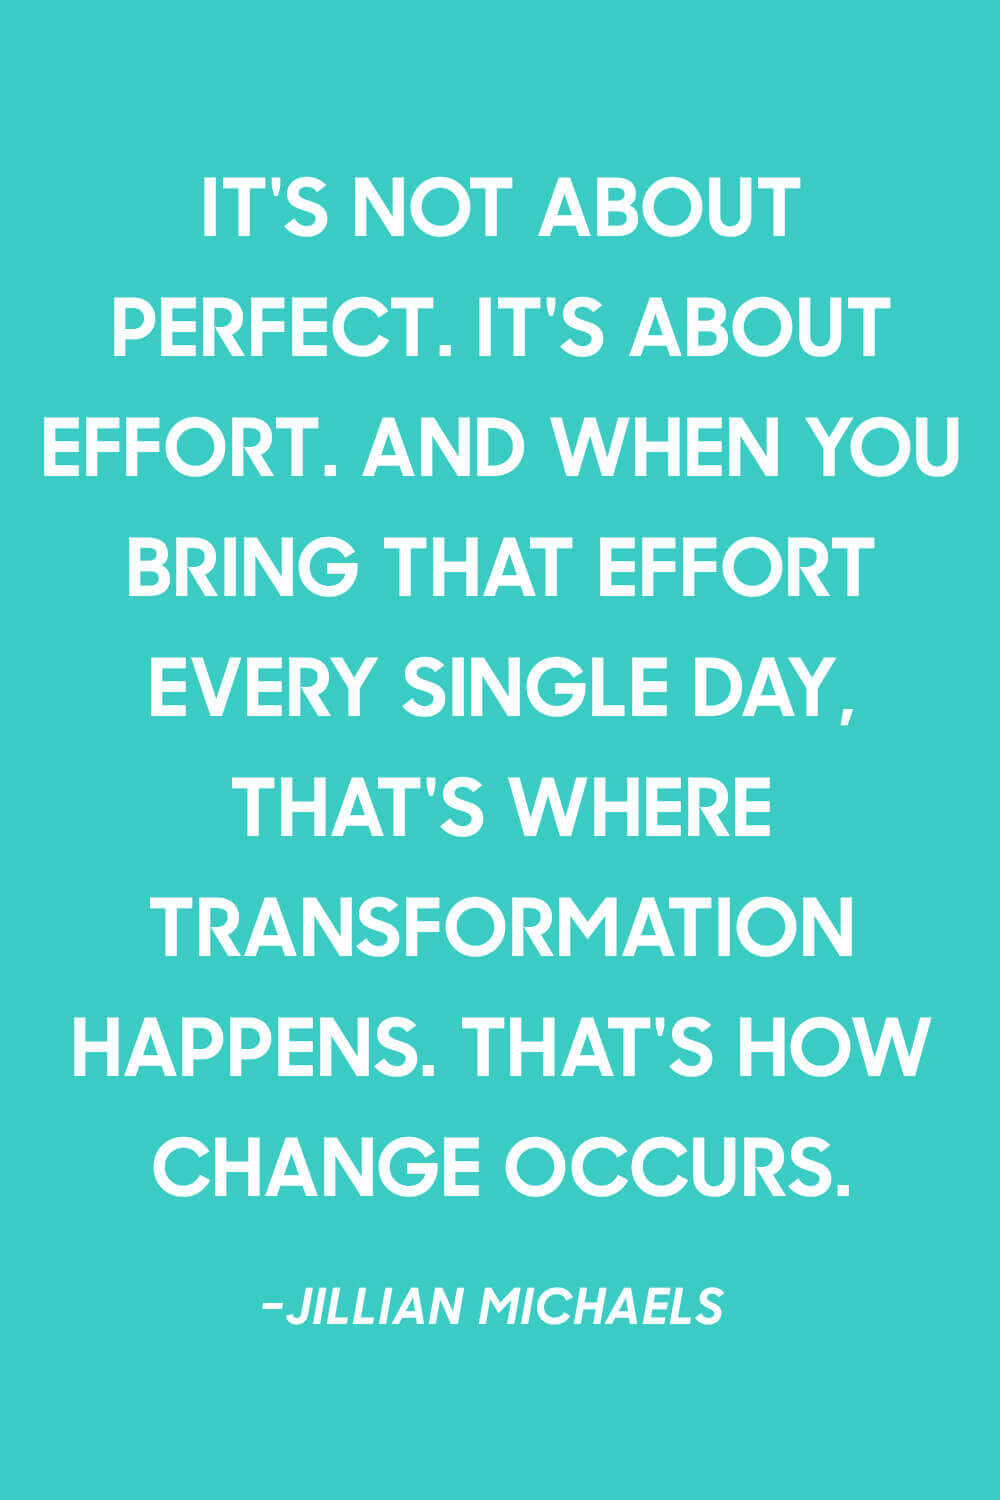 IT'S NOT ABOUT
PERFECT. IT'S ABOUT
EFFORT. AND WHEN YOU
BRING THAT EFFORT
EVERY SINGLE DAY,
THAT'S WHERE
TRANSFORMATION
HAPPENS. THAT'S HOW
CHANGE OCCURS.
-JILLIAN MICHAELS